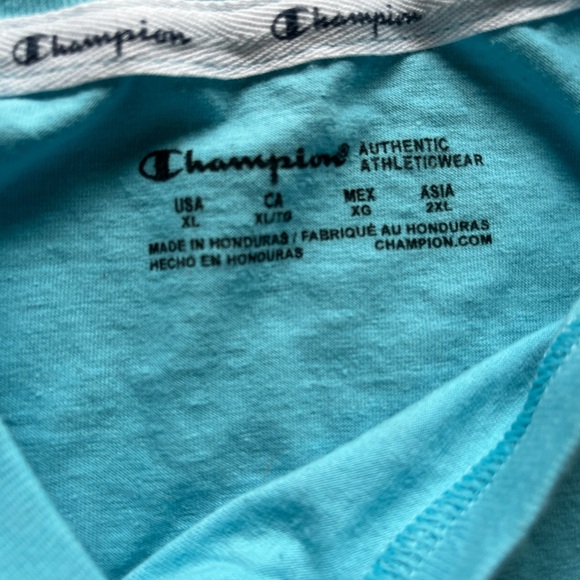 Champion Champion
Champion® AUTHENTIC
ATHLETICWEAR
USA CA MEX ASIA
XL XL/TG XG 2XL
MADE IN HONDURAS / FABRIQUÉ AU HONDURAS
HECHO EN HONDURAS CHAMPION.COM